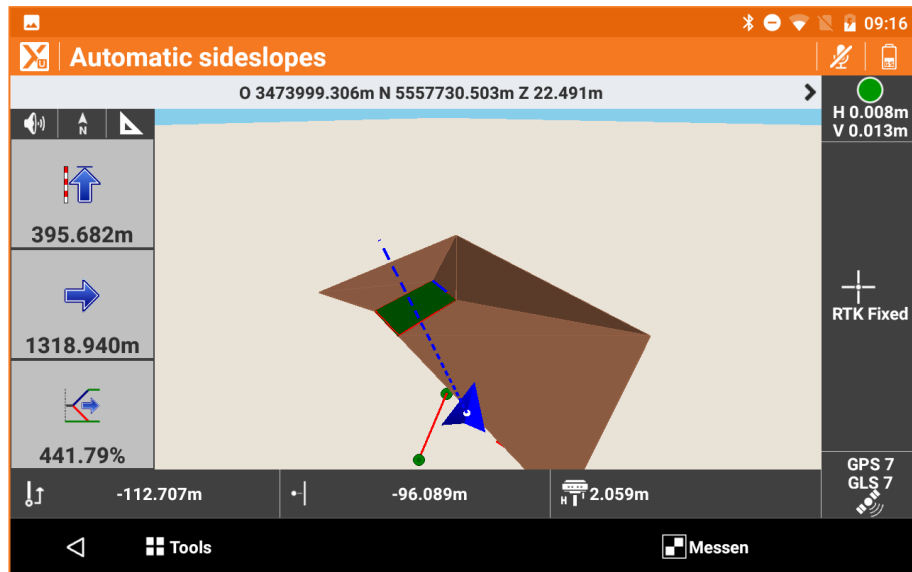 09:16
Automatic sideslopes
O 3473999.306m N 5557730.503m Z 22.491m
H 0.008m
V 0.013m
N
395.682m
1318.940m
RTK Fixed
441.79%
GPS 7
GLS 7
-112.707m
-96.089m
H
2.059m
Tools
Messen